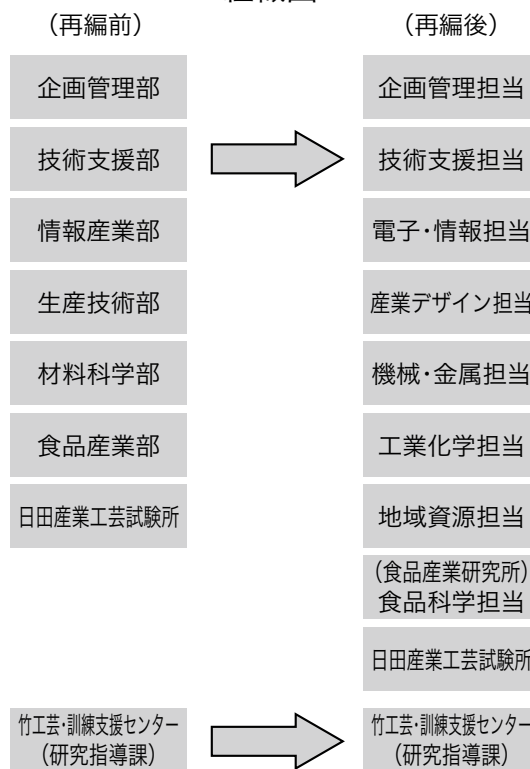 （再編前）
企画管理部
技術支援部
情報産業部
生産技術部
材料科学部
食品産業部
日田産業工芸試験所
竹工芸・訓練支援センター
（研究指導課）
（再編後）
企画管理担当
技術支援担当
電子・情報担当
産業デザイン担当
機械・金属担当
工業化学担当
地域資源担当
（食品産業研究所）
食品科学担当
日田産業工芸試験所
竹工芸・訓練支援センター
（研究指導課）